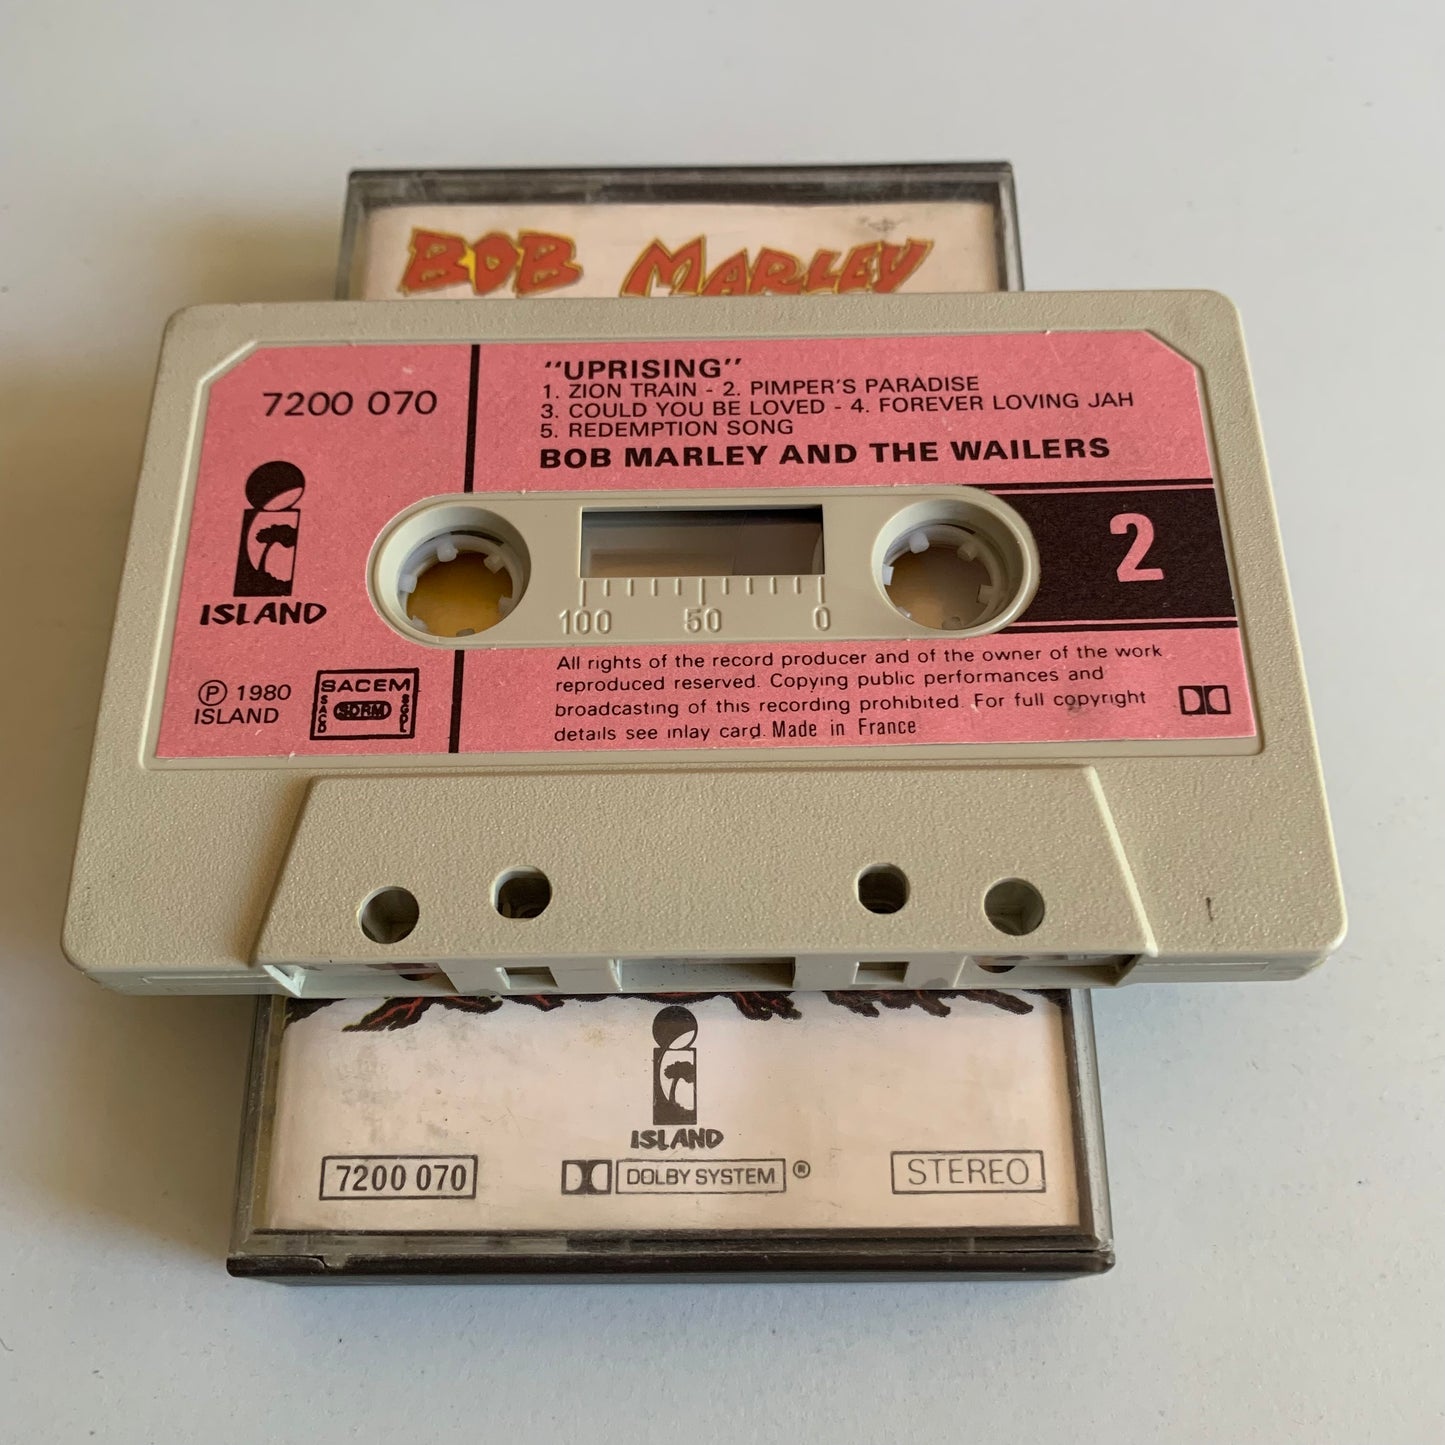 BOB MARLEY
7200 070
"UPRISING"
1. ZION TRAIN - 2. PIMPER'S PARADISE
3. COULD YOU BE LOVED - 4. FOREVER LOVING JAH
5. REDEMPTION SONG
BOB MARLEY AND THE WAILERS
2
ISLAND
100 50 0
All rights of the record producer and of the owner of the work
reproduced reserved. Copying public performances and
broadcasting of this recording prohibited. For full copyright
details see inlay card. Made in France
Ⓟ 1980
ISLAND
SACEM
SACD SDRM SGDL
ISLAND
7200 070
DOLBY SYSTEM ®
STEREO